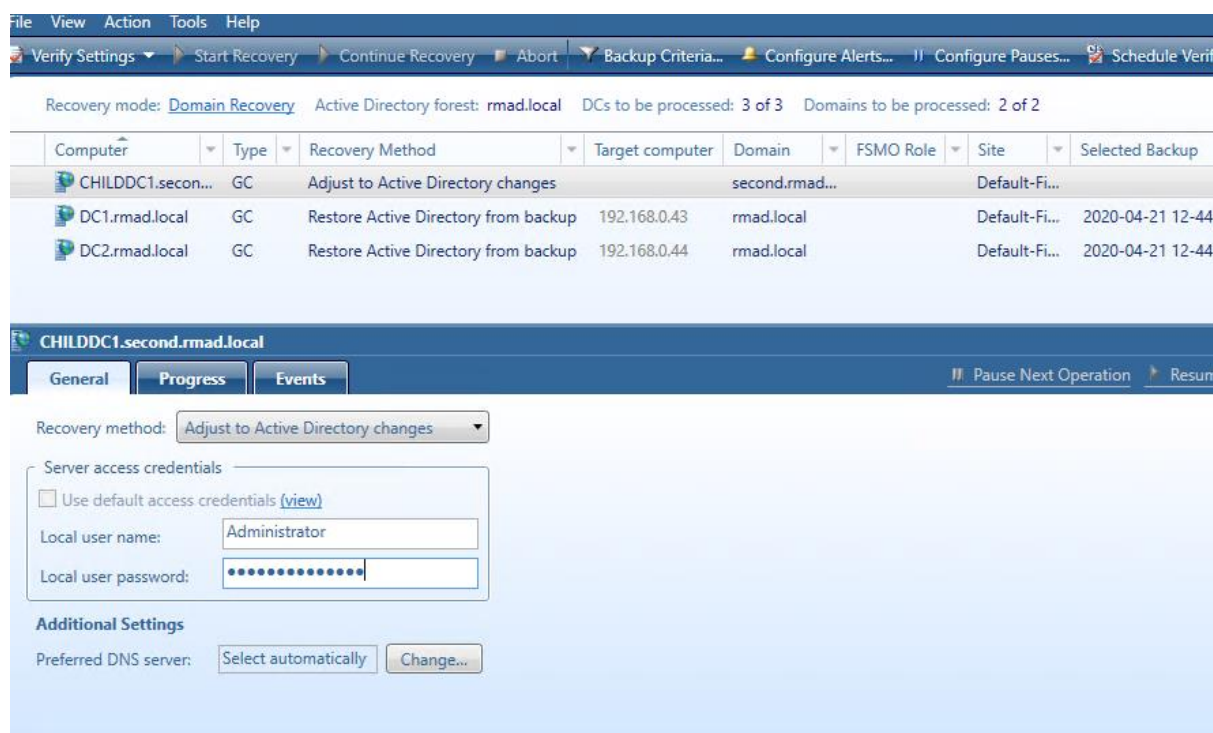 File View Action Tools Help
Verify Settings Start Recovery Continue Recovery Abort Backup Criteria... Configure Alerts... Configure Pauses... Schedule Verif
Recovery mode: Domain Recovery Active Directory forest: rmad.local DCs to be processed: 3 of 3 Domains to be processed: 2 of 2
Computer Type Recovery Method Target computer Domain FSMO Role Site Selected Backup
CHILDDC1.secon... GC Adjust to Active Directory changes second.rmad... Default-Fi...
DC1.rmad.local GC Restore Active Directory from backup 192.168.0.43 rmad.local Default-Fi... 2020-04-21 12-44
DC2.rmad.local GC Restore Active Directory from backup 192.168.0.44 rmad.local Default-Fi... 2020-04-21 12-44
CHILDDC1.second.rmad.local
General Progress Events Pause Next Operation Resum
Recovery method: Adjust to Active Directory changes
Server access credentials
Use default access credentials (view)
Local user name: Administrator
Local user password: ••••••••••••••
Additional Settings
Preferred DNS server: Select automatically Change...